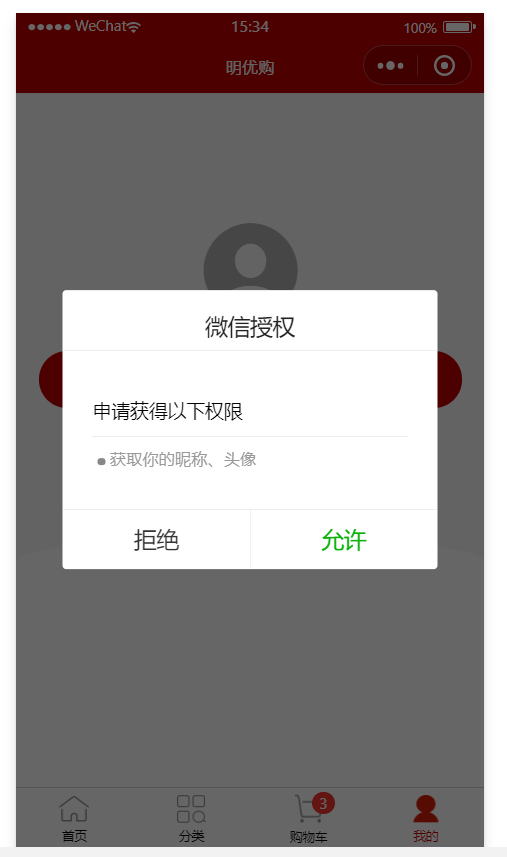 WeChat
15:34
100%
明优购
微信授权
申请获得以下权限
获取你的昵称、头像
拒绝
允许
3
首页
分类
购物车
我的